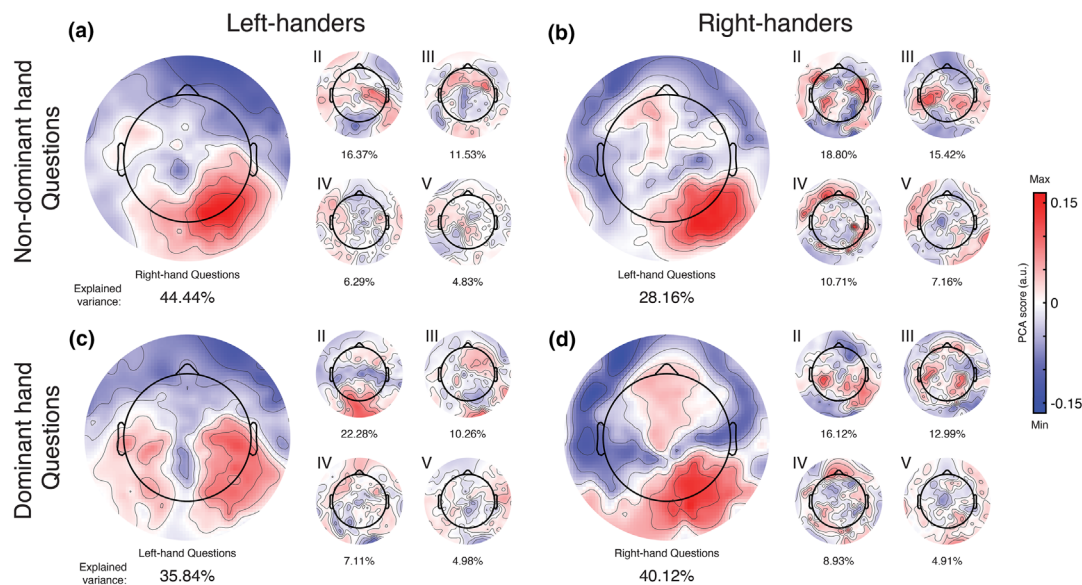 Left-handers
Right-handers
Non-dominant hand
Questions
Dominant hand
Questions
(a)
II
III
16.37%
11.53%
IV
V
6.29%
4.83%
Right-hand Questions
Explained
variance:
44.44%
(b)
II
III
18.80%
15.42%
IV
V
10.71%
7.16%
Left-hand Questions
28.16%
(c)
II
III
22.28%
10.26%
IV
V
7.11%
4.98%
Left-hand Questions
Explained
variance:
35.84%
(d)
II
III
16.12%
12.99%
IV
V
8.93%
4.91%
Right-hand Questions
40.12%
Max
0.15
0
-0.15
Min
PCA score (a.u.)